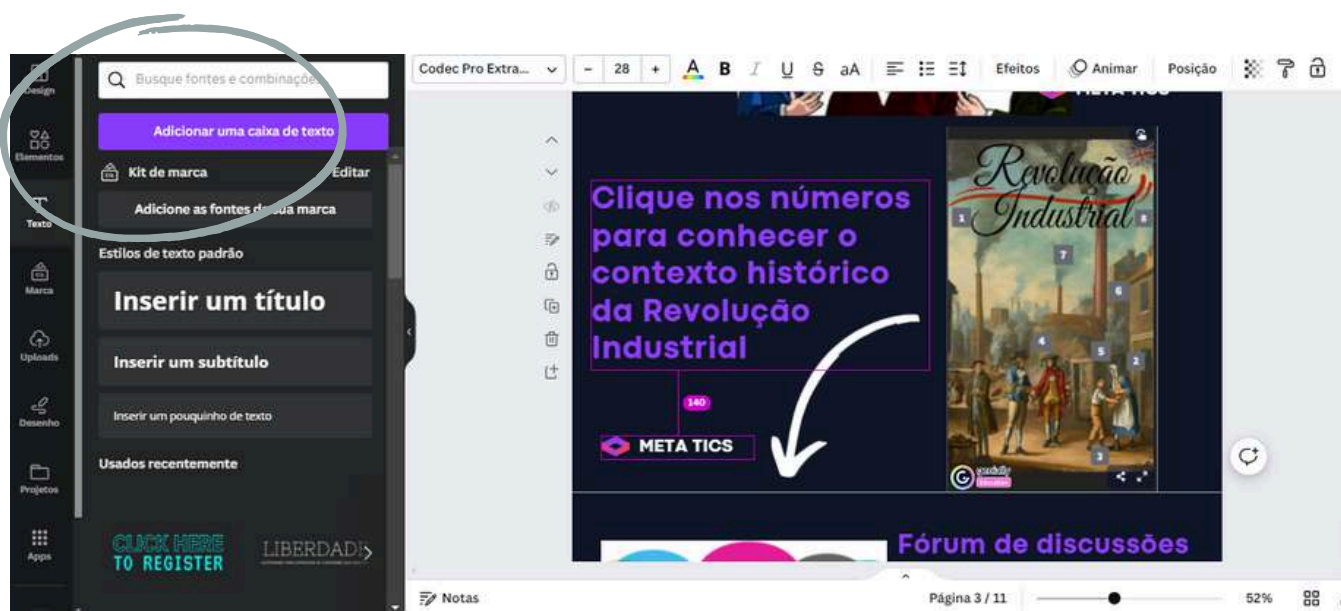 Design
Elementos
Texto
Marca
Uploads
Desenho
Projetos
Apps
Busque fontes e combinações
Adicionar uma caixa de texto
Kit de marca
Editar
Adicione as fontes da sua marca
Estilos de texto padrão
Inserir um título
Inserir um subtítulo
Inserir um pouquinho de texto
Usados recentemente
CLICK HERE
TO REGISTER
LIBERDADE
Codec Pro Extra...
- 28 +
A B I U S aA
Efeitos
Animar
Posição
META TICS
Clique nos números
para conhecer o
contexto histórico
da Revolução
Industrial
140
META TICS
Revolução
Industrial
1
8
7
6
4
5
2
3
genially
Education
Fórum de discussões
Notas
Página 3 / 11
52%